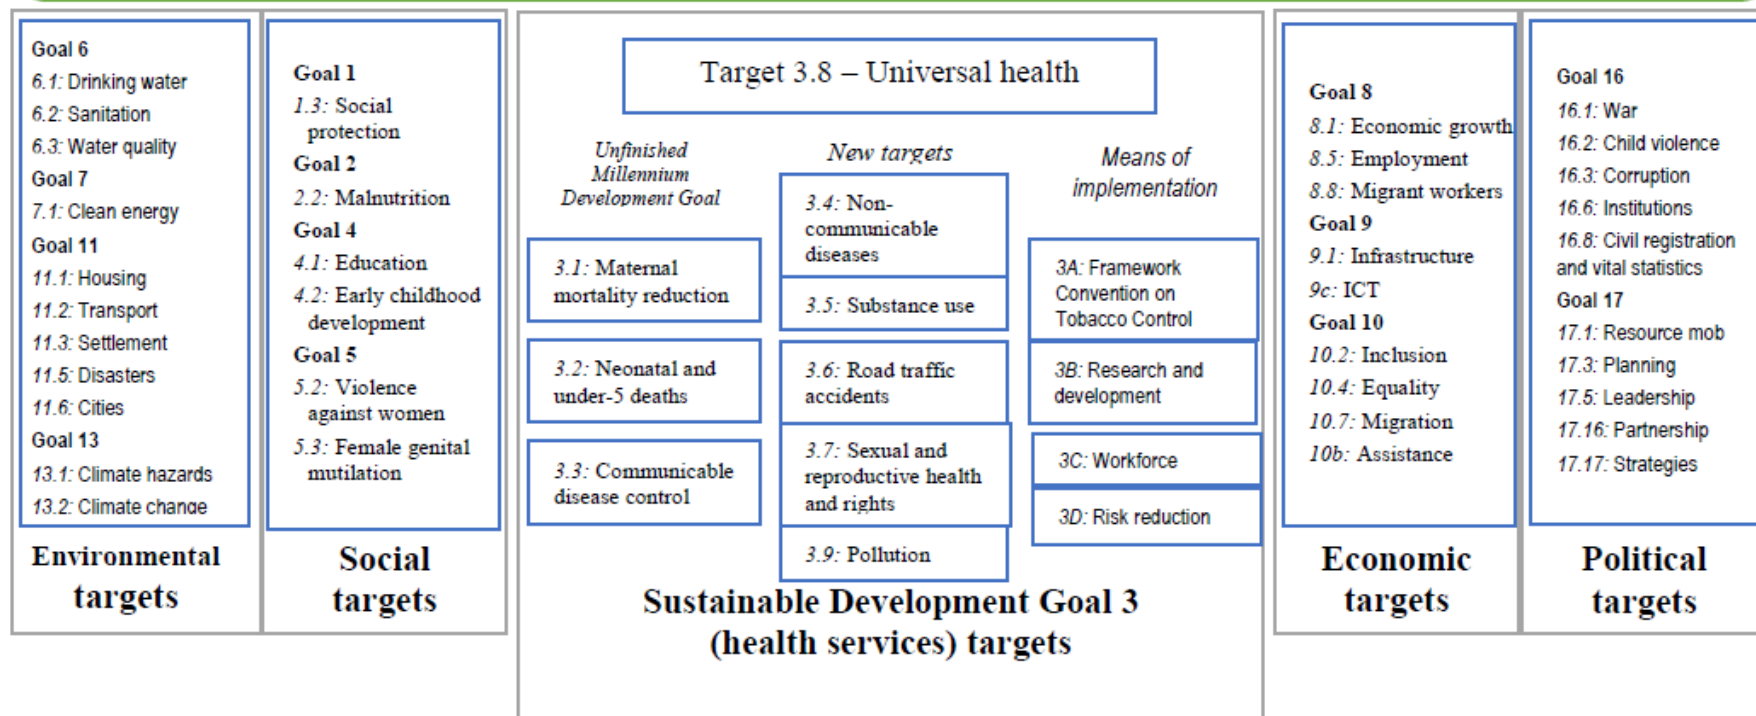 Goal 6
6.1: Drinking water
6.2: Sanitation
6.3: Water quality
Goal 7
7.1: Clean energy
Goal 11
11.1: Housing
11.2: Transport
11.3: Settlement
11.5: Disasters
11.6: Cities
Goal 13
13.1: Climate hazards
13.2: Climate change
Environmental
targets
Goal 1
1.3: Social
protection
Goal 2
2.2: Malnutrition
Goal 4
4.1: Education
4.2: Early childhood
development
Goal 5
5.2: Violence
against women
5.3: Female genital
mutilation
Social
targets
Target 3.8 – Universal health
Unfinished
Millennium
Development Goal
3.1: Maternal
mortality reduction
3.2: Neonatal and
under-5 deaths
3.3: Communicable
disease control
New targets
3.4: Non-
communicable
diseases
3.5: Substance use
3.6: Road traffic
accidents
3.7: Sexual and
reproductive health
and rights
3.9: Pollution
Means of
implementation
3A: Framework
Convention on
Tobacco Control
3B: Research and
development
3C: Workforce
3D: Risk reduction
Sustainable Development Goal 3
(health services) targets
Goal 8
8.1: Economic growth
8.5: Employment
8.8: Migrant workers
Goal 9
9.1: Infrastructure
9c: ICT
Goal 10
10.2: Inclusion
10.4: Equality
10.7: Migration
10b: Assistance
Economic
targets
Goal 16
16.1: War
16.2: Child violence
16.3: Corruption
16.6: Institutions
16.8: Civil registration
and vital statistics
Goal 17
17.1: Resource mob
17.3: Planning
17.5: Leadership
17.16: Partnership
17.17: Strategies
Political
targets